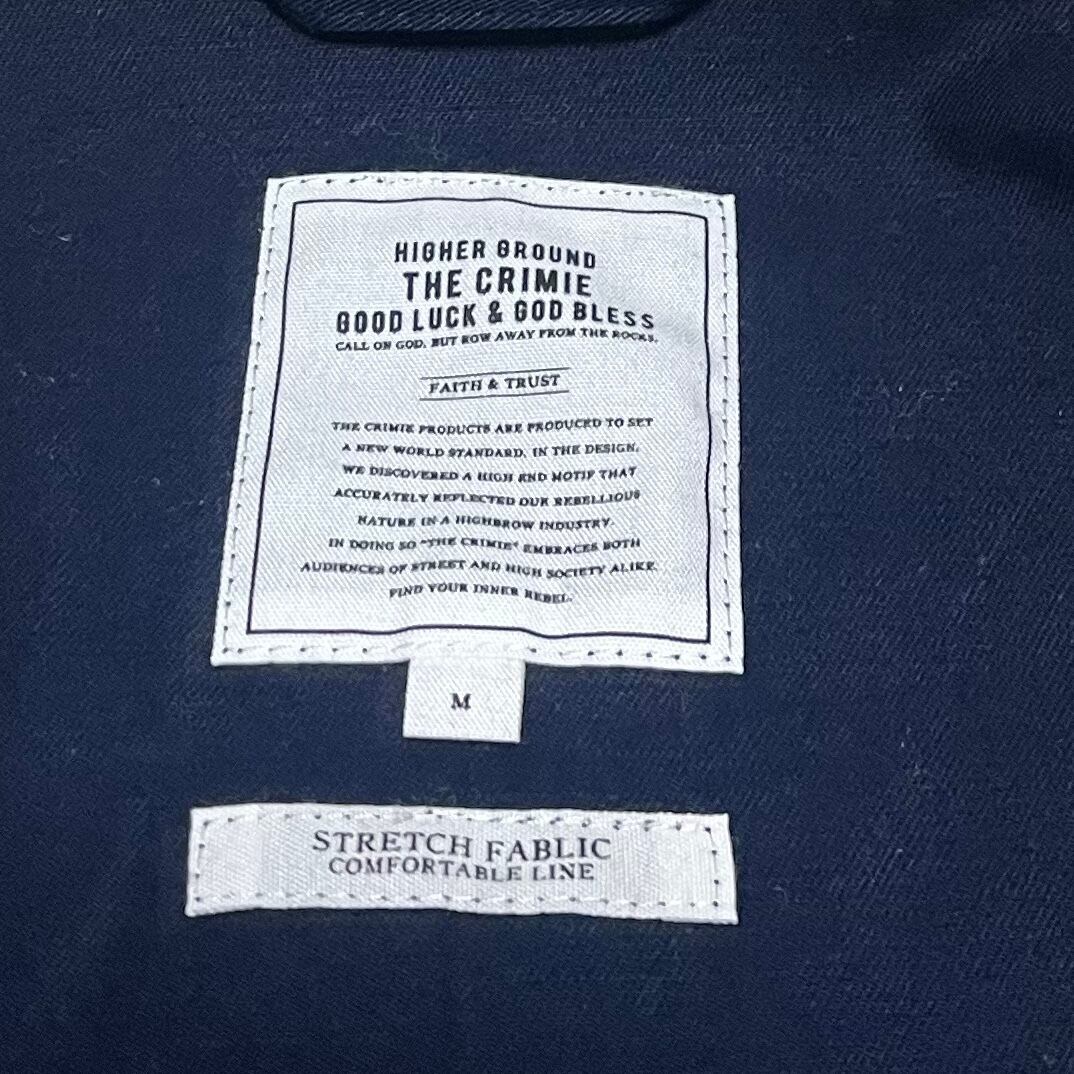 HIGHER GROUND
THE CRIMIE
GOOD LUCK & GOD BLESS
CALL ON GOD, BUT ROW AWAY FROM THE ROCKS.
FAITH & TRUST
THE CRIMIE PRODUCTS ARE PRODUCED TO SET
A NEW WORLD STANDARD, IN THE DESIGN,
WE DISCOVERED A HIGH END MOTIF THAT
ACCURATELY REFLECTED OUR REBELLIOUS
NATURE IN A HIGHBROW INDUSTRY.
IN DOING SO "THE CRIMIE" EMBRACES BOTH
AUDIENCES OF STREET AND HIGH SOCIETY ALIKE.
FIND YOUR INNER REBEL.
M
STRETCH FABLIC
COMFORTABLE LINE